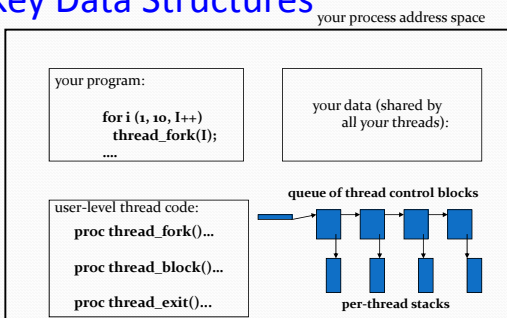 Key Data Structures
your process address space
your program:
for i (1, 10, I++)
thread_fork(I);
....
your data (shared by
all your threads):
user-level thread code:
proc thread_fork()...
proc thread_block()...
proc thread_exit()...
queue of thread control blocks
per-thread stacks